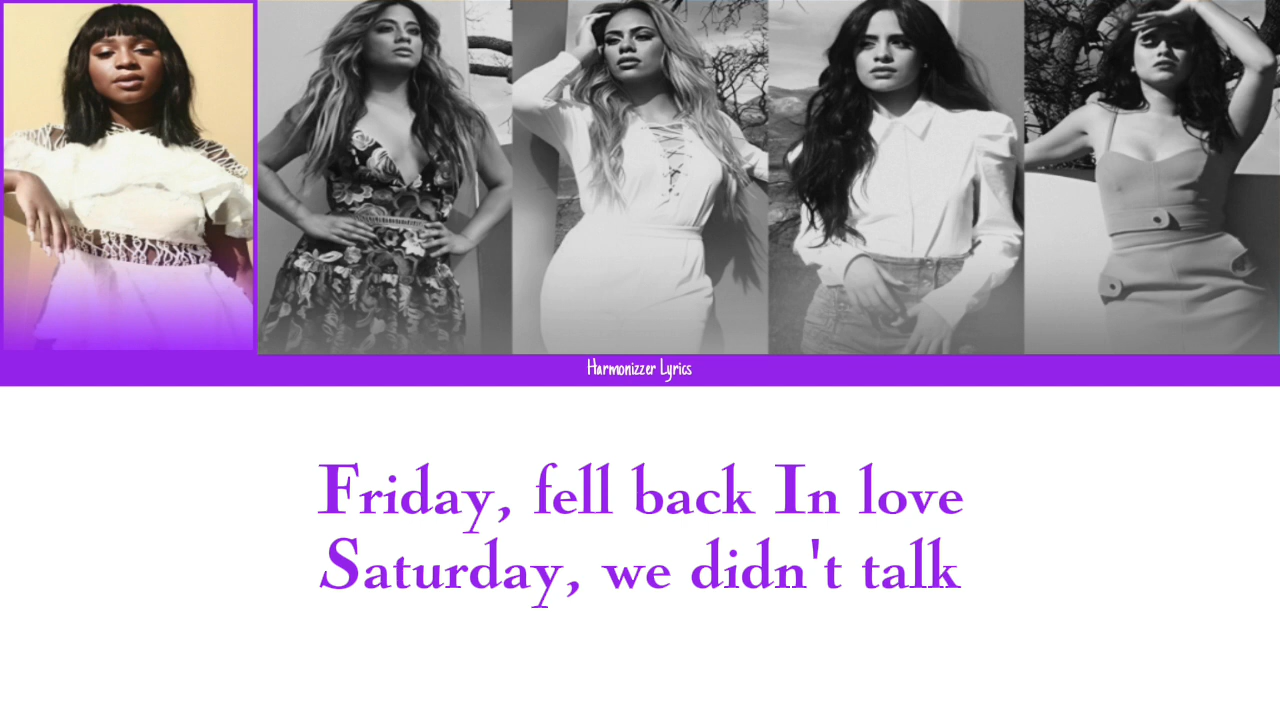 Harmonizzer Lyrics
Friday, fell back In love
Saturday, we didn't talk